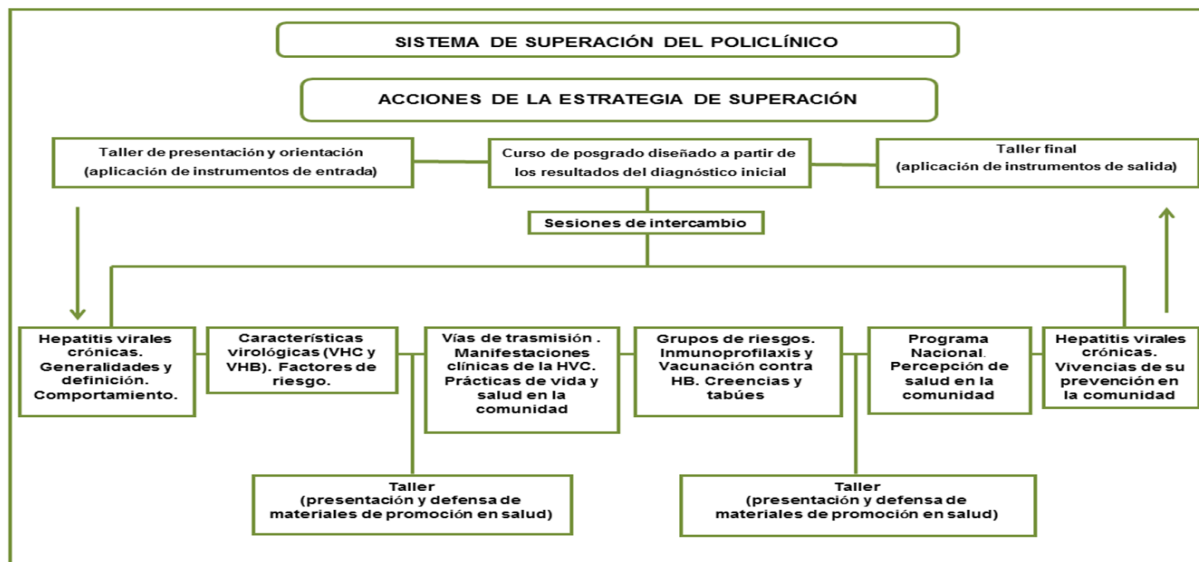 SISTEMA DE SUPERACIÓN DEL POLICLÍNICO
ACCIONES DE LA ESTRATEGIA DE SUPERACIÓN
Taller de presentación y orientación
(aplicación de instrumentos de entrada)
Curso de posgrado diseñado a partir de
los resultados del diagnóstico inicial
Taller final
(aplicación de instrumentos de salida)
Sesiones de intercambio
Hepatitis virales
crónicas.
Generalidades y
definición.
Comportamiento.
Características
virológicas (VHC y
VHB). Factores de
riesgo.
Vías de trasmisión .
Manifestaciones
clínicas de la HVC.
Prácticas de vida y
salud en la
comunidad
Grupos de riesgos.
Inmunoprofilaxis y
Vacunación contra
HB. Creencias y
tabúes
Programa
Nacional.
Percepción de
salud en la
comunidad
Hepatitis virales
crónicas.
Vivencias de su
prevención en
la comunidad
Taller
(presentación y defensa de
materiales de promoción en salud)
Taller
(presentación y defensa de
materiales de promoción en salud)